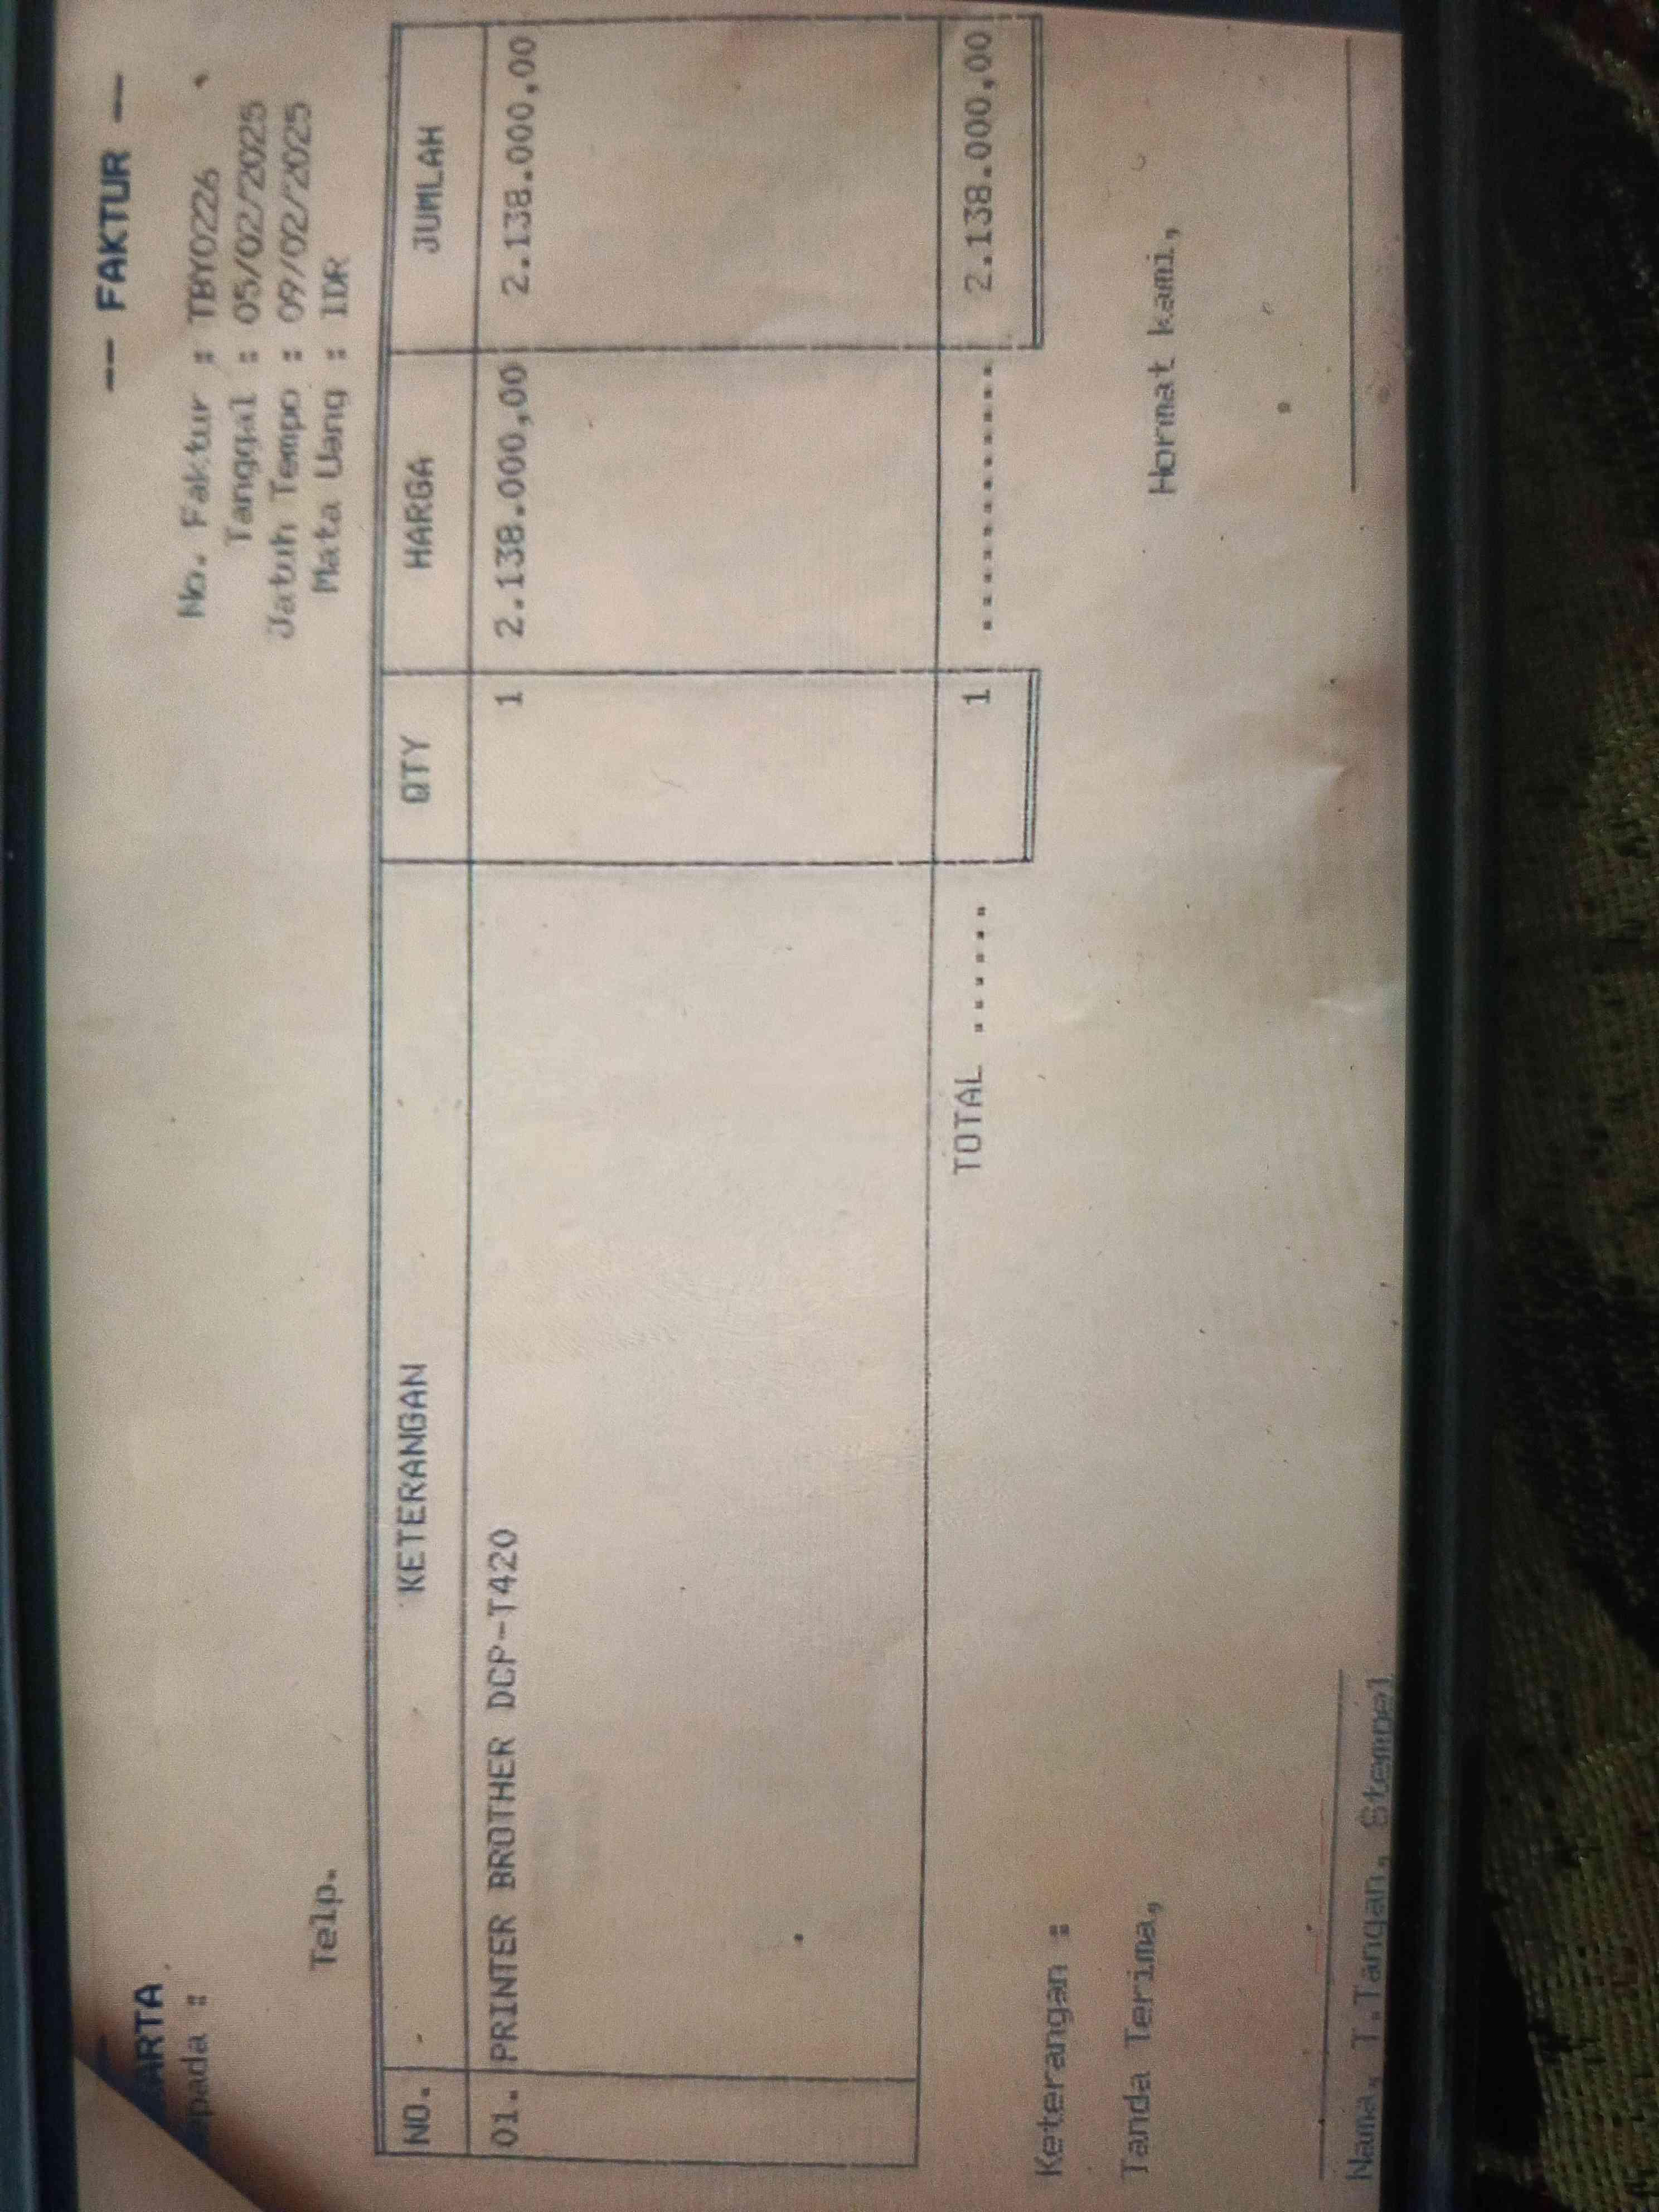 -- FAKTUR --
ARTA
pada :
No. Faktur : TBY0226
Tanggal : 05/02/2025
Jatuh Tempo : 09/02/2025
Telp.
Mata Uang : IDR
NO. KETERANGAN QTY HARGA JUMLAH
01. PRINTER BROTHER DCP-T420 1 2.138.000,00 2.138.000,00
TOTAL ....... 1 ............... 2.138.000,00
Keterangan :
Tanda Terima, Hormat kami,
Nama, T.Tangan, Stempel